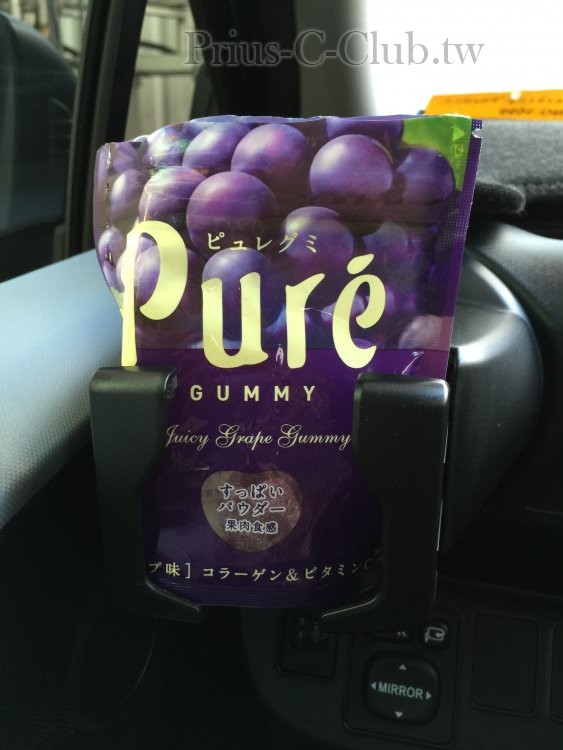 Prius-C-Club.tw
ピュレグミ
Puré
GUMMY
Juicy Grape Gummy
すっぱい
パウダー
果肉食感
プ味］コラーゲン&ビタミンC
MIRROR